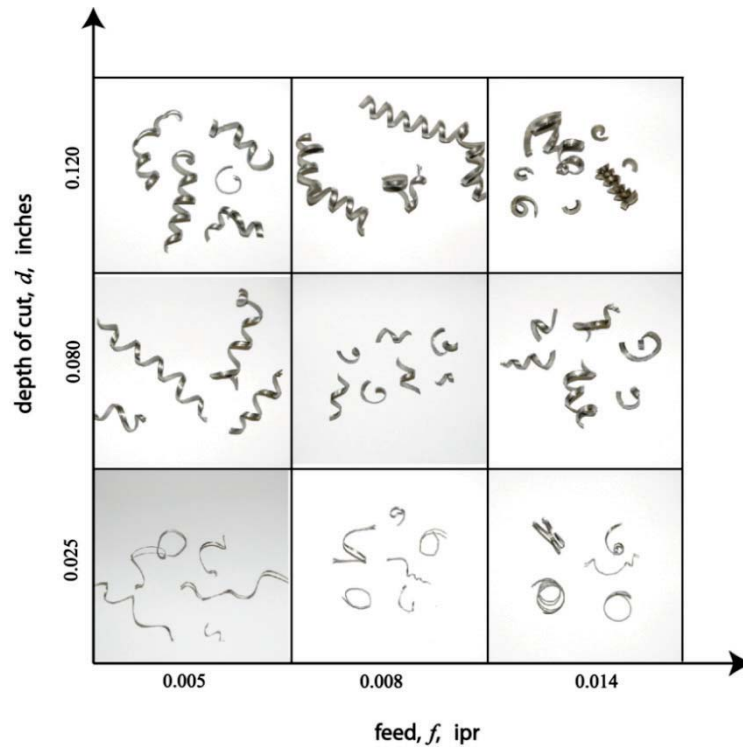 depth of cut, d, inches
0.120
0.080
0.025
0.005 0.008 0.014
feed, f, ipr